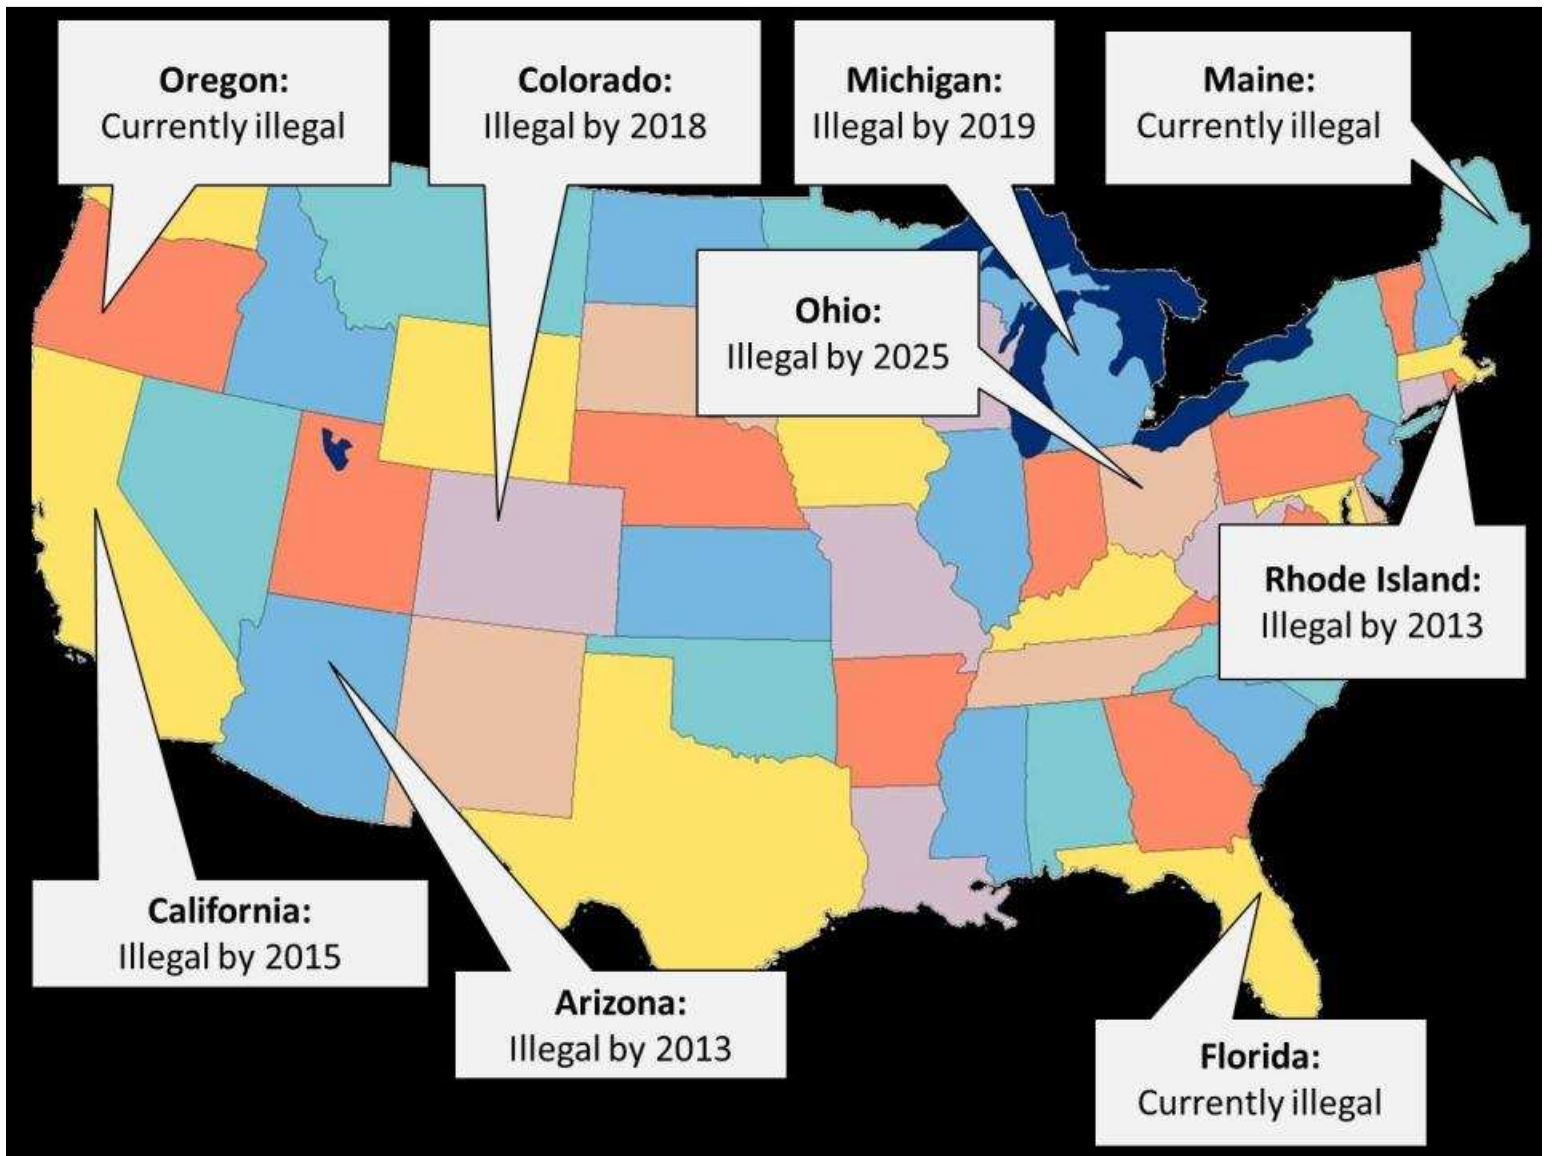 Oregon:
Currently illegal
Colorado:
Illegal by 2018
Michigan:
Illegal by 2019
Maine:
Currently illegal
Ohio:
Illegal by 2025
Rhode Island:
Illegal by 2013
California:
Illegal by 2015
Arizona:
Illegal by 2013
Florida:
Currently illegal